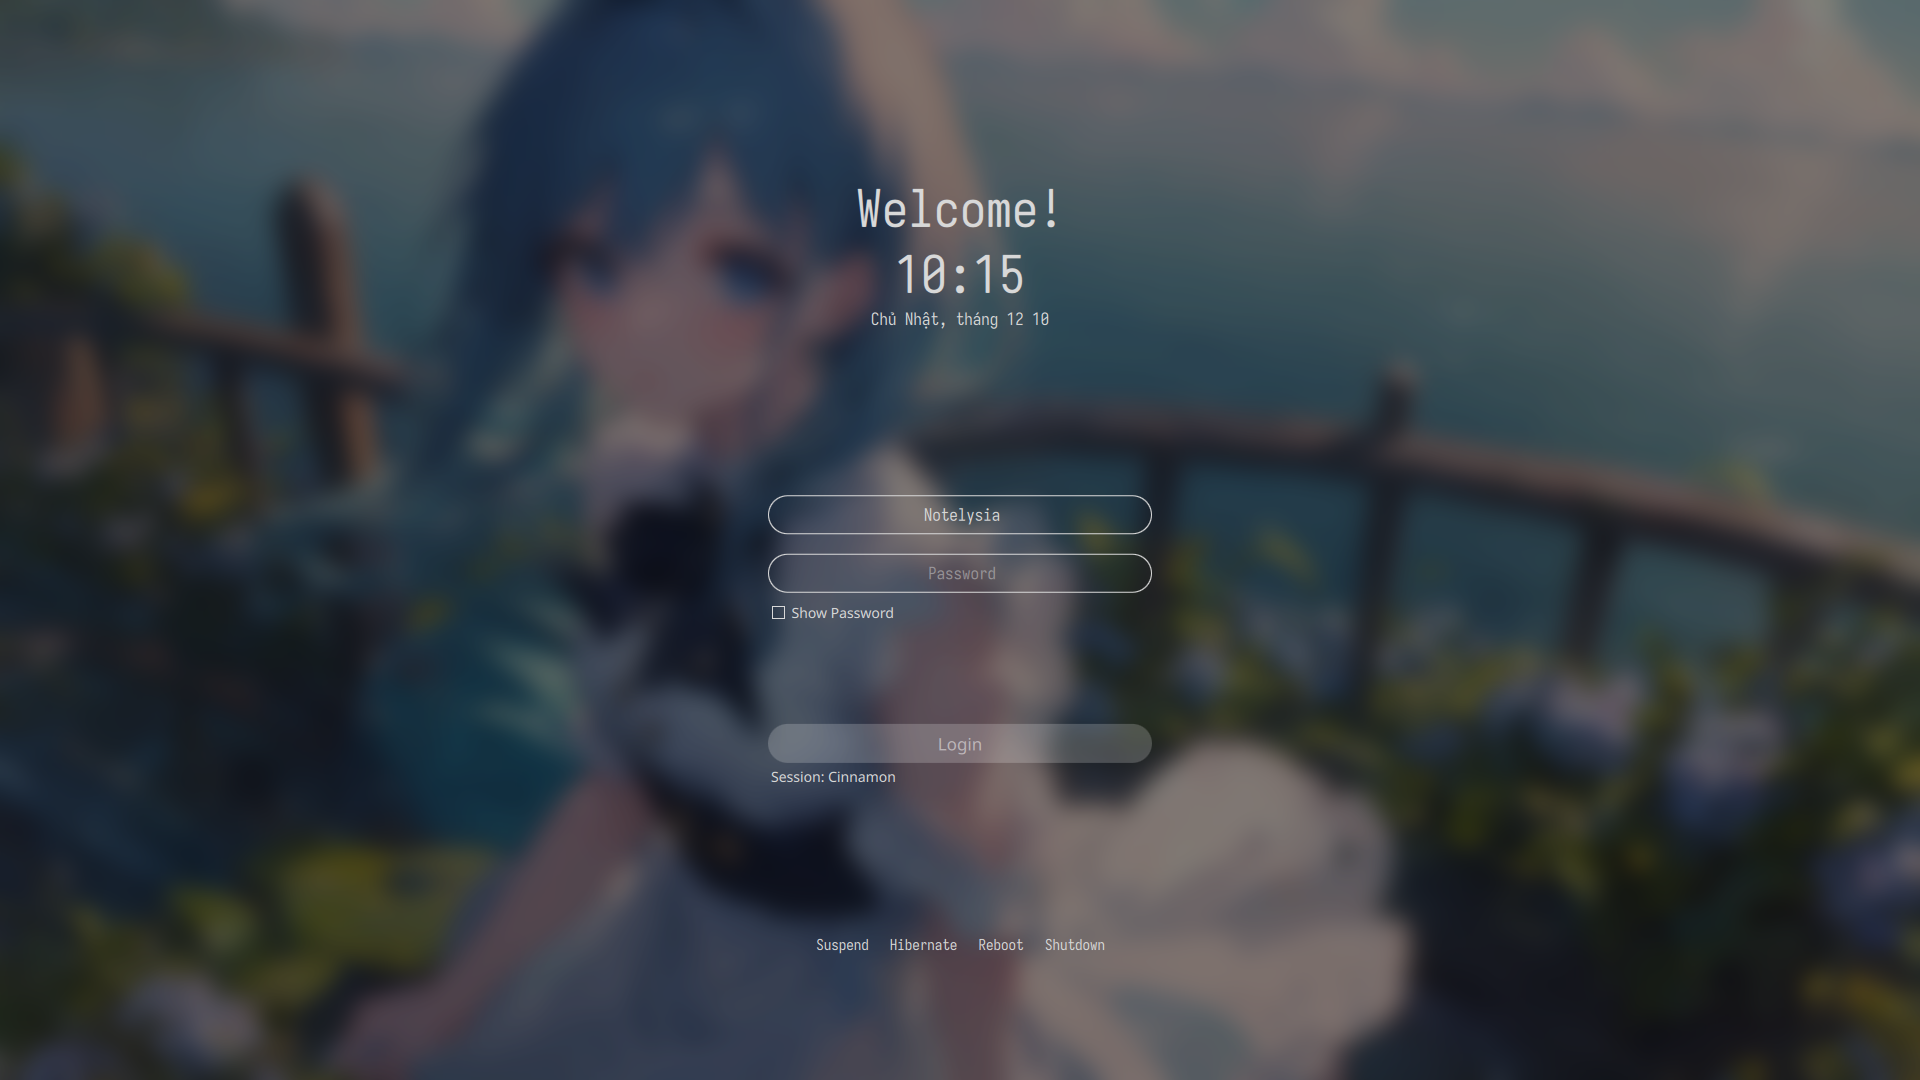 Welcome!
10:15
Chủ Nhật, tháng 12 10
Notelysia
Password
Show Password
Login
Session: Cinnamon
Suspend Hibernate Reboot Shutdown